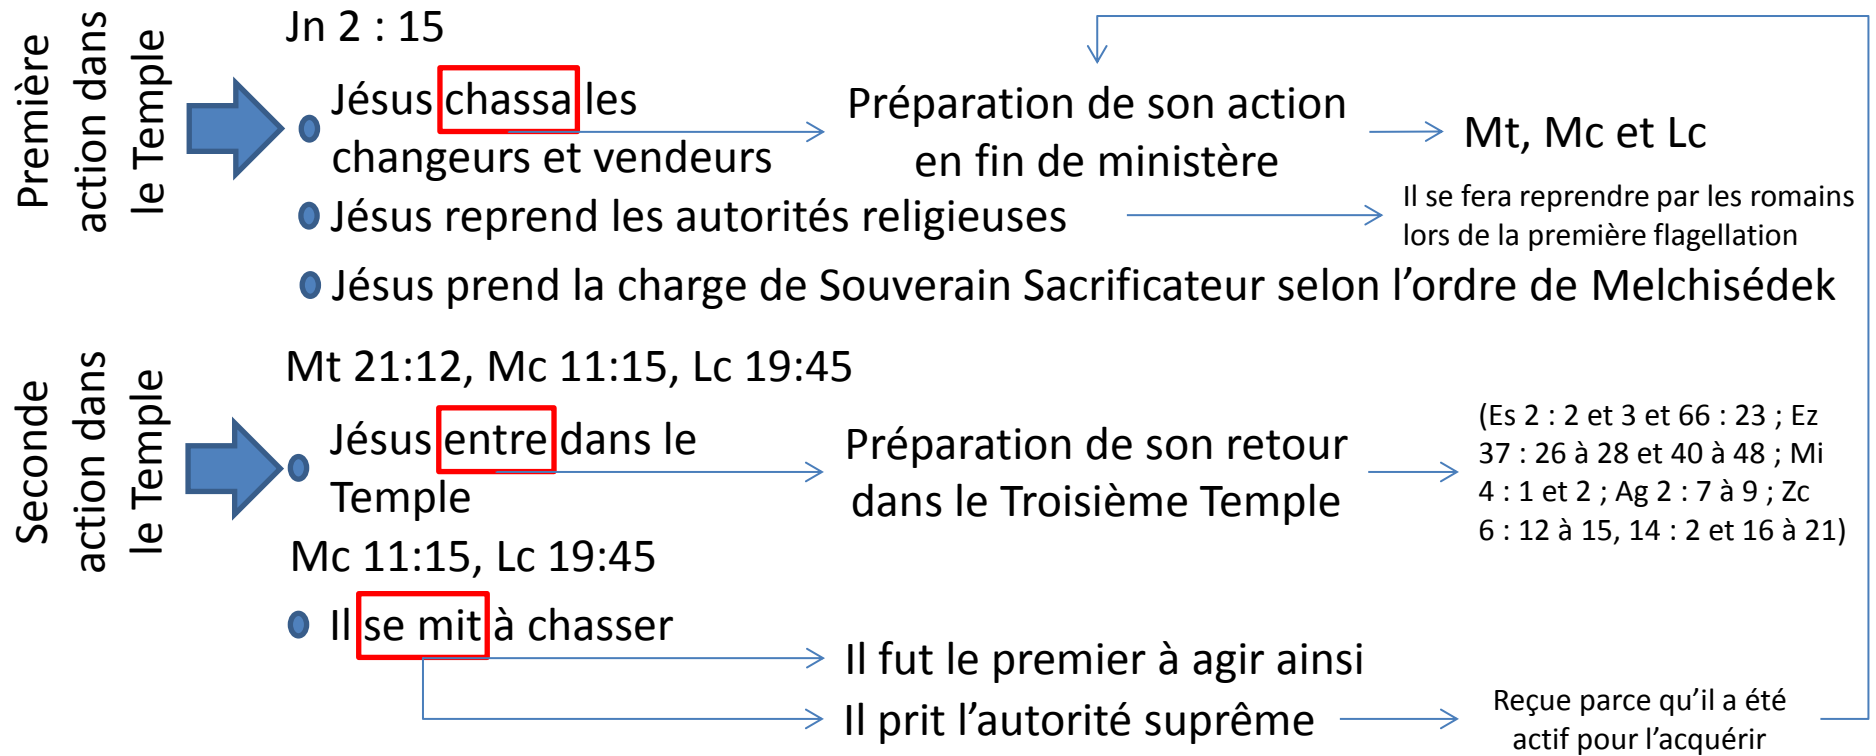 Première
action dans
le Temple
Jn 2 : 15
Jésus chassa les
changeurs et vendeurs
Préparation de son action
en fin de ministère
Mt, Mc et Lc
Jésus reprend les autorités religieuses
Il se fera reprendre par les romains
lors de la première flagellation
Jésus prend la charge de Souverain Sacrificateur selon l’ordre de Melchisédek
Seconde
action dans
le Temple
Mt 21:12, Mc 11:15, Lc 19:45
Jésus entre dans le
Temple
Préparation de son retour
dans le Troisième Temple
(Es 2 : 2 et 3 et 66 : 23 ; Ez
37 : 26 à 28 et 40 à 48 ; Mi
4 : 1 et 2 ; Ag 2 : 7 à 9 ; Zc
6 : 12 à 15, 14 : 2 et 16 à 21)
Mc 11:15, Lc 19:45
Il se mit à chasser
Il fut le premier à agir ainsi
Il prit l’autorité suprême
Reçue parce qu’il a été
actif pour l’acquérir